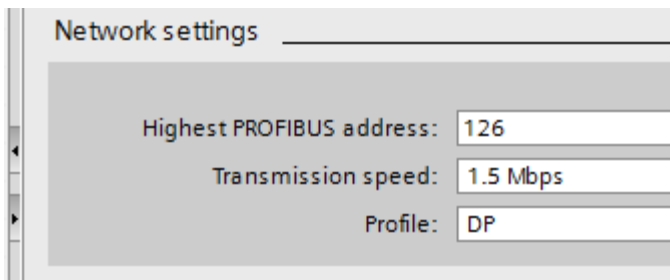 Network settings
Highest PROFIBUS address: 126
Transmission speed: 1.5 Mbps
Profile: DP